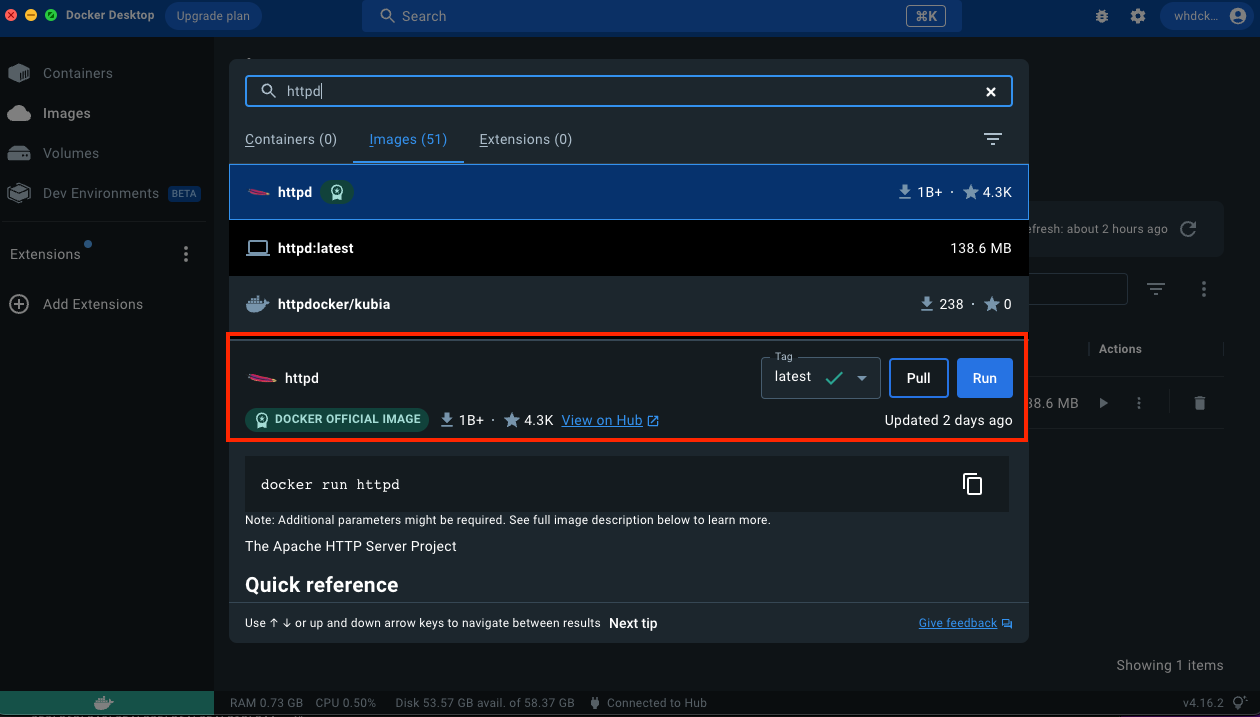 Docker Desktop
Upgrade plan
Search
⌘K
whdck...
Containers
Images
Volumes
Dev Environments BETA
Extensions
Add Extensions
httpd
Containers (0) Images (51) Extensions (0)
httpd 1B+ · 4.3K
httpd:latest 138.6 MB
httpdocker/kubia 238 · 0
httpd
Tag
latest
Pull
Run
DOCKER OFFICIAL IMAGE 1B+ · 4.3K View on Hub
Updated 2 days ago
docker run httpd
Note: Additional parameters might be required. See full image description below to learn more.
The Apache HTTP Server Project
Quick reference
Use ↑ ↓ or up and down arrow keys to navigate between results Next tip
Give feedback
efresh: about 2 hours ago
Actions
38.6 MB
Showing 1 items
RAM 0.73 GB CPU 0.50% Disk 53.57 GB avail. of 58.37 GB Connected to Hub
v4.16.2